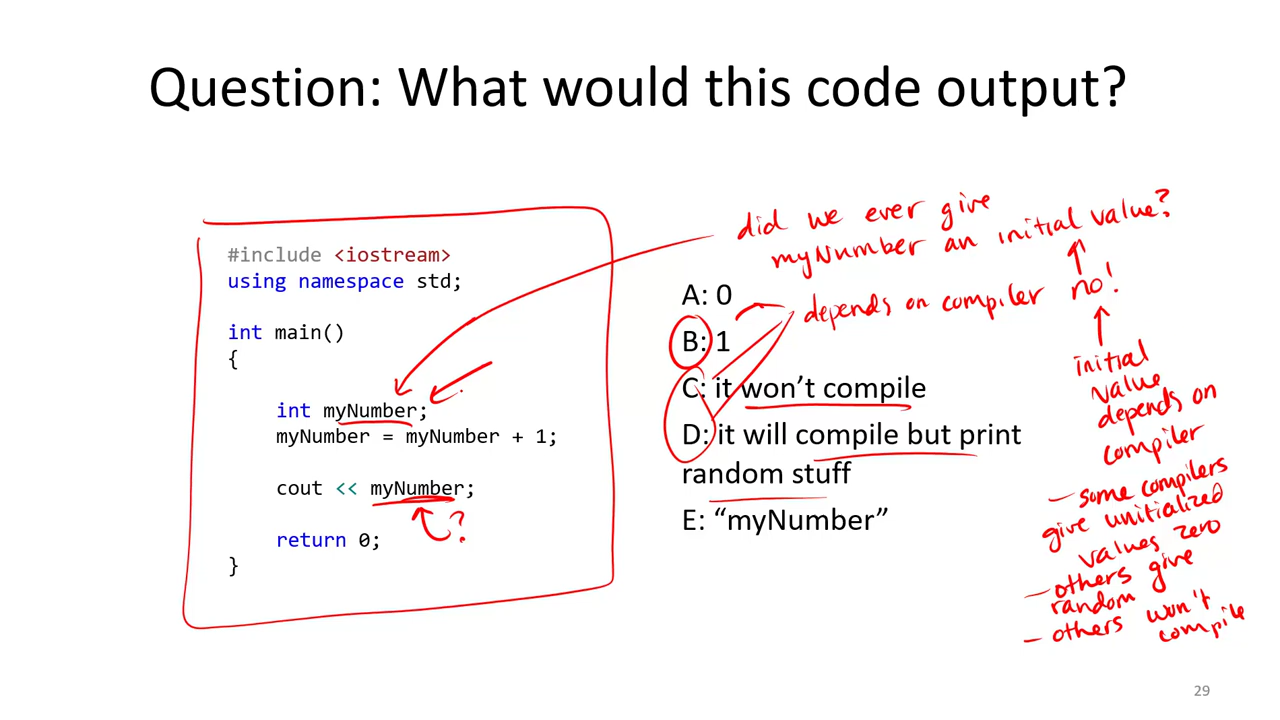 Question: What would this code output?
#include <iostream>
using namespace std;
int main()
{
int myNumber;
myNumber = myNumber + 1;
cout << myNumber;
?
return 0;
}
did we ever give
myNumber an initial value?
A: 0
B: 1
C: it won't compile
D: it will compile but print
random stuff
E: “myNumber”
depends on compiler
no!
initial
value
depends on
compiler
- some compilers
give unitialized
values zero
- others give
random
- others won't
compile
29